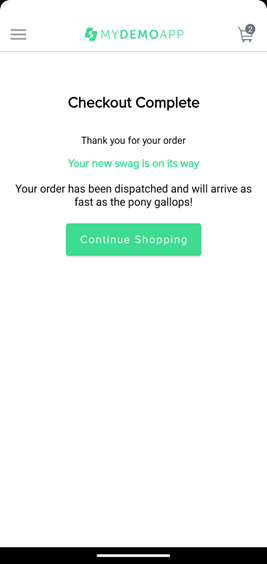 MYDEMOAPP
2
Checkout Complete
Thank you for your order
Your new swag is on its way
Your order has been dispatched and will arrive as
fast as the pony gallops!
Continue Shopping